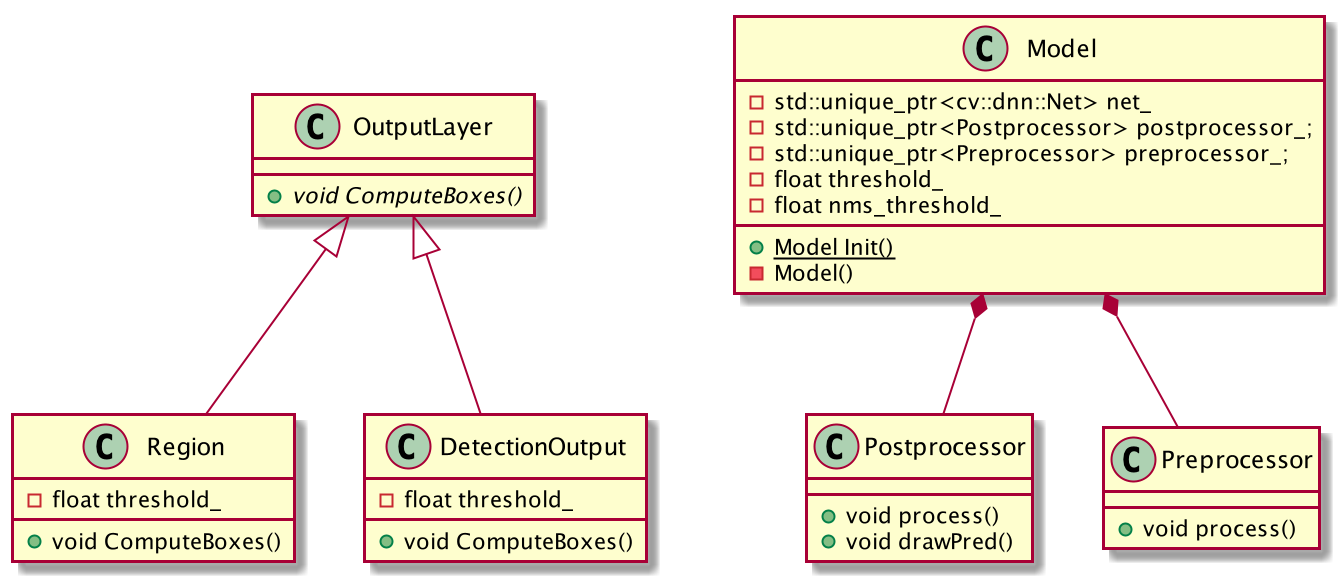 C OutputLayer
void ComputeBoxes()
C Model
std::unique_ptr<cv::dnn::Net> net_
std::unique_ptr<Postprocessor> postprocessor_;
std::unique_ptr<Preprocessor> preprocessor_;
float threshold_
float nms_threshold_
Model Init()
Model()
C Region
float threshold_
void ComputeBoxes()
C DetectionOutput
float threshold_
void ComputeBoxes()
C Postprocessor
void process()
void drawPred()
C Preprocessor
void process()